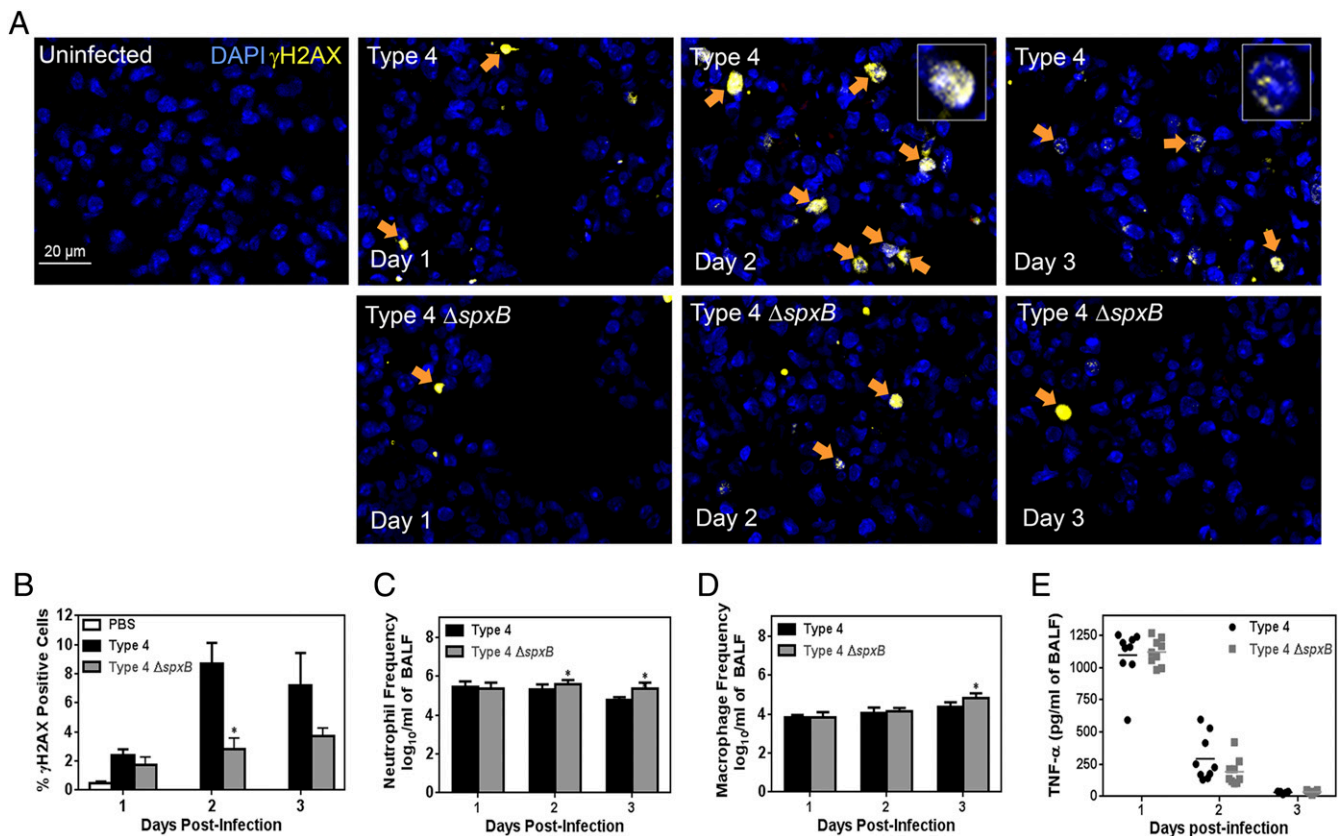 A
Uninfected DAPI γH2AX
20 µm
Type 4
Day 1
Type 4
Day 2
Type 4
Day 3
Type 4 ΔspxB
Day 1
Type 4 ΔspxB
Day 2
Type 4 ΔspxB
Day 3
B
% γH2AX Positive Cells
12
10
8
6
4
2
0
PBS
Type 4
Type 4 ΔspxB
*
1 2 3
Days Post-Infection
C
Neutrophil Frequency
log10/ml of BALF
8
6
4
2
0
Type 4
Type 4 ΔspxB
* *
1 2 3
Days Post-Infection
D
Macrophage Frequency
log10/ml of BALF
8
6
4
2
0
Type 4
Type 4 ΔspxB
*
1 2 3
Days Post-Infection
E
TNF-α (pg/ml of BALF)
1250
1000
750
500
250
0
Type 4
Type 4 ΔspxB
1 2 3
Days post-infection